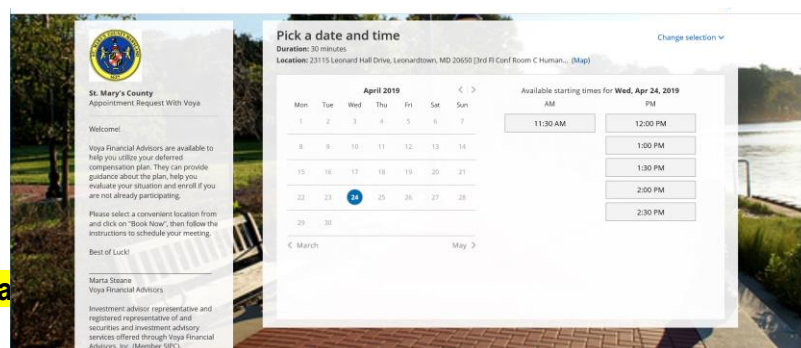 St. Mary's County
Appointment Request With Voya
Welcome!
Voya Financial Advisors are available to
help you utilize your deferred
compensation plan. They can provide
guidance about the plan, help you
evaluate your situation and enroll if you
are not already participating.
Please select a convenient location from
and click on "Book Now", then follow the
instructions to schedule your meeting.
Best of Luck!
Marta Steane
Voya Financial Advisors
Investment advisor representative and
registered representative of and
securities and investment advisory
services offered through Voya Financial
Advisors, Inc. (Member SIPC).
Pick a date and time
Change selection
Duration: 30 minutes
Location: 23115 Leonard Hall Drive, Leonardtown, MD 20650 [3rd Fl Conf Room C Human... (Map)
April 2019
Mon Tue Wed Thu Fri Sat Sun
1 2 3 4 5 6 7
8 9 10 11 12 13 14
15 16 17 18 19 20 21
22 23 24 25 26 27 28
29 30
March May
Available starting times for Wed, Apr 24, 2019
AM PM
11:30 AM 12:00 PM
1:00 PM
1:30 PM
2:00 PM
2:30 PM
a